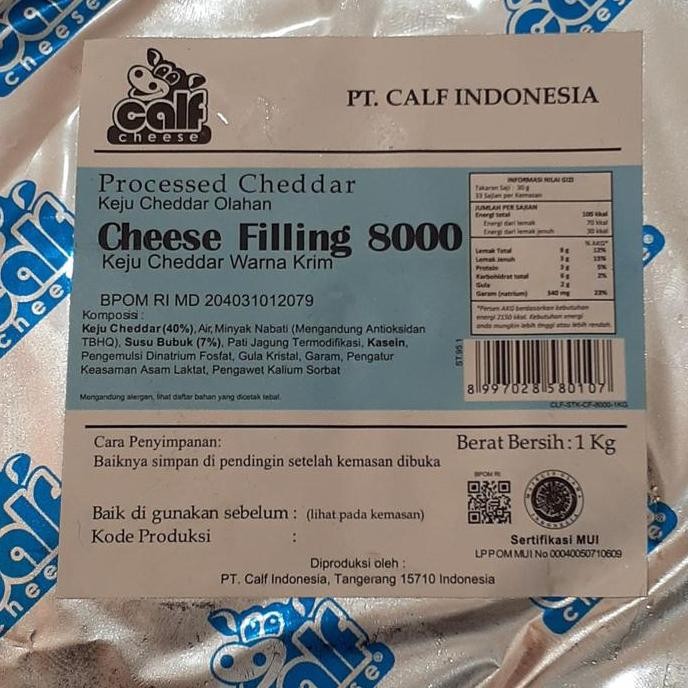 calf
cheese
PT. CALF INDONESIA
Processed Cheddar
Keju Cheddar Olahan
Cheese Filling 8000
Keju Cheddar Warna Krim
BPOM RI MD 204031012079
Komposisi :
Keju Cheddar (40%), Air, Minyak Nabati (Mengandung Antioksidan
TBHQ), Susu Bubuk (7%), Pati Jagung Termodifikasi, Kasein,
Pengemulsi Dinatrium Fosfat, Gula Kristal, Garam, Pengatur
Keasaman Asam Laktat, Pengawet Kalium Sorbat
Mengandung alergen, lihat daftar bahan yang dicetak tebal.
INFORMASI NILAI GIZI
Takaran Saji : 30 g
33 Sajian per Kemasan
JUMLAH PER SAJIAN
Energi total 105 kkal
Energi dari lemak 70 kkal
Energi dari lemak jenuh 30 kkal
% AKG*
Lemak Total 8 g 12%
Lemak Jenuh 3 g 15%
Protein 3 g 5%
Karbohidrat total 6 g 2%
Gula 2 g
Garam (natrium) 340 mg 23%
*Persen AKG berdasarkan kebutuhan
energi 2150 kkal. Kebutuhan energi
anda mungkin lebih tinggi atau lebih rendah.
ST.95.1
8 997028 580107
CLF-STK-CF-8000-1KG
Cara Penyimpanan:
Baiknya simpan di pendingin setelah kemasan dibuka
Berat Bersih : 1 Kg
BPOM RI
Baik di gunakan sebelum : (lihat pada kemasan)
Kode Produksi :
Sertifikasi MUI
LPPOM MUI No 00040050710609
Diproduksi oleh :
PT. Calf Indonesia, Tangerang 15710 Indonesia